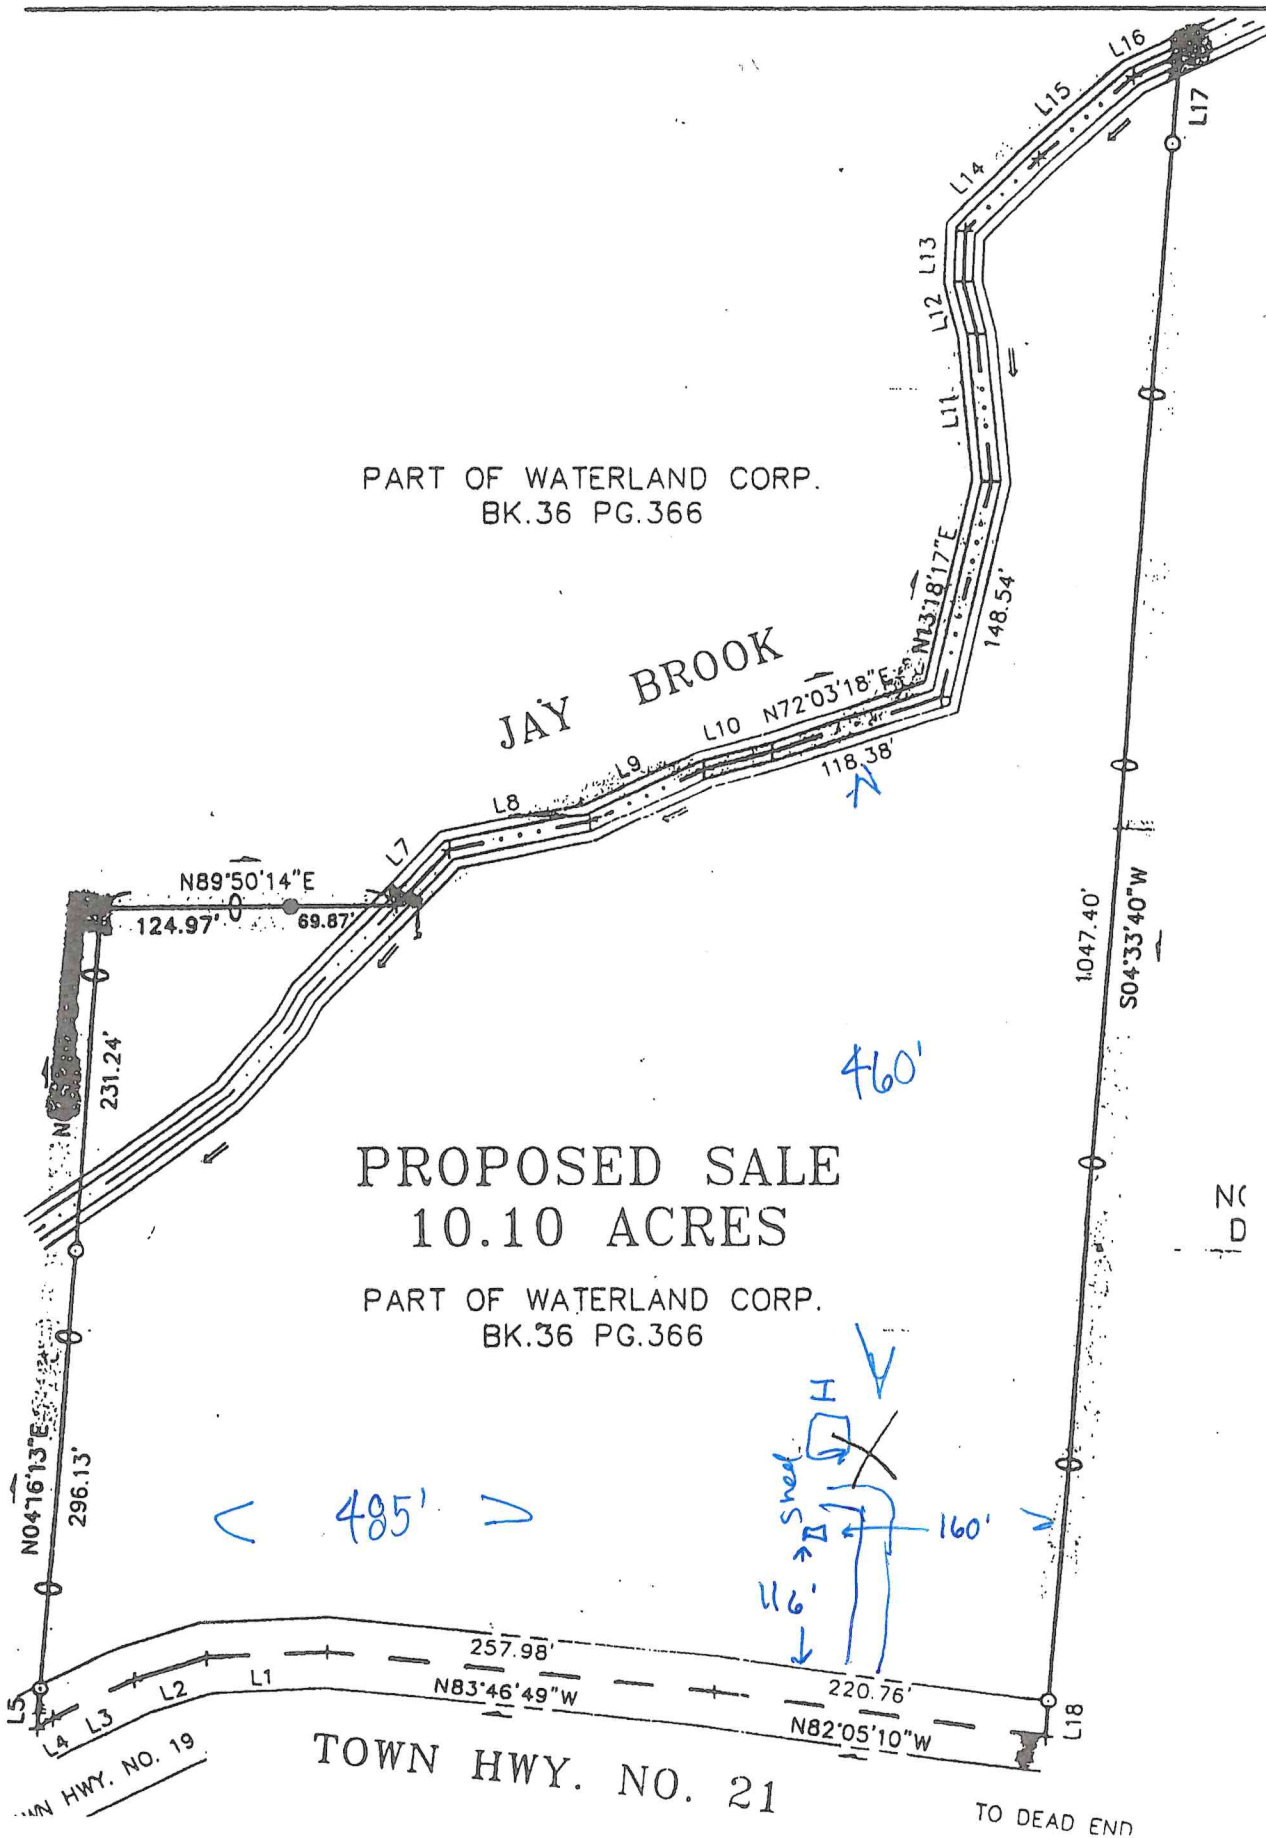 L16
L15
L17
L14
L13
L12
L11
PART OF WATERLAND CORP.
BK.36 PG.366
N13°18'17"E
148.54'
JAY BROOK
N72°03'18"E
L10
118.38'
L9
L8
L7
N89°50'14"E
124.97'
69.87'
231.24'
N
1047.40'
S04°33'40"W
460'
PROPOSED SALE
10.10 ACRES
PART OF WATERLAND CORP.
BK.36 PG.366
H
Shed
N04°16'13"E
296.13'
485'
160'
116'
257.98'
N83°46'49"W
220.76'
N82°05'10"W
L1
L2
L3
L4
L5
L18
WN HWY. NO. 19
TOWN HWY. NO. 21
TO DEAD END